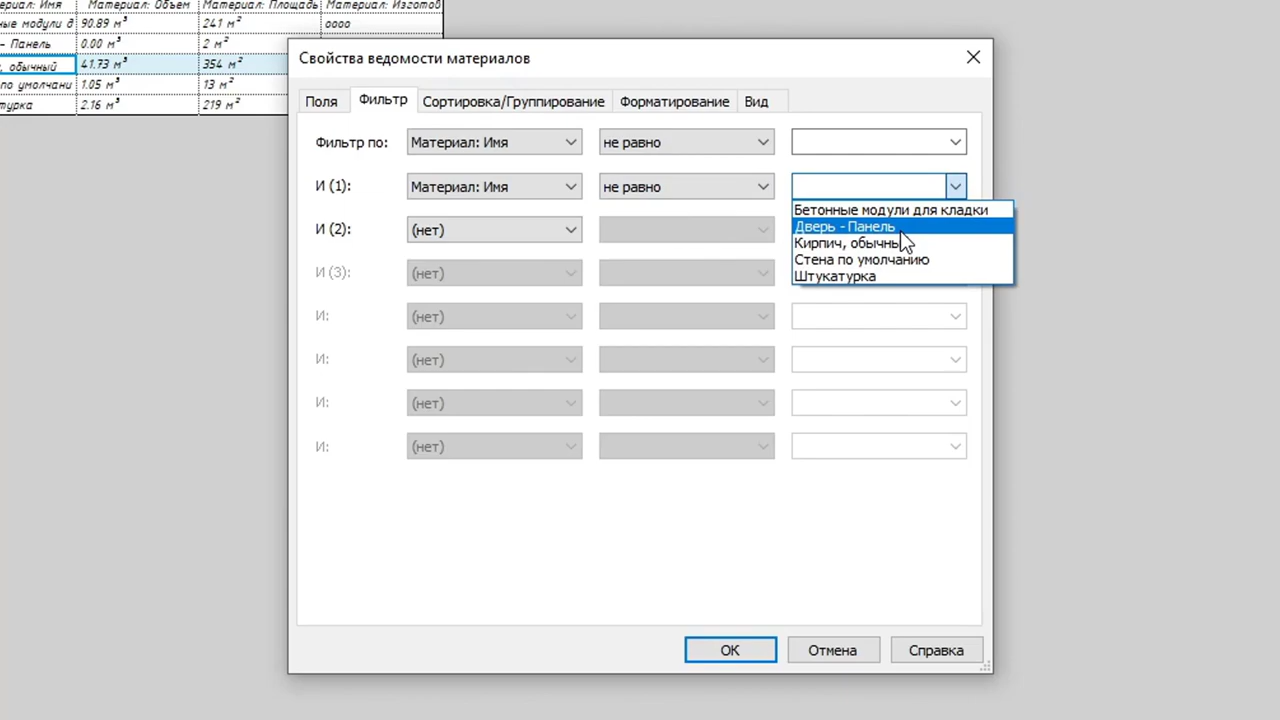 Материал: Объем Материал: Площадь Материал: Изготов
ные модули д 90.89 м³ 241 м² оооо
- Панель 0.00 м³ 2 м²
, обычный 41.73 м³ 354 м²
по умолчани 1.05 м³ 13 м²
турка 2.16 м³ 219 м²
Свойства ведомости материалов
Поля Фильтр Сортировка/Группирование Форматирование Вид
Фильтр по: Материал: Имя не равно
И (1): Материал: Имя не равно
Бетонные модули для кладки
И (2): (нет) Дверь - Панель
Кирпич, обычны
Стена по умолчанию
И (3): (нет) Штукатурка
И: (нет)
И: (нет)
И: (нет)
И: (нет)
ОК Отмена Справка